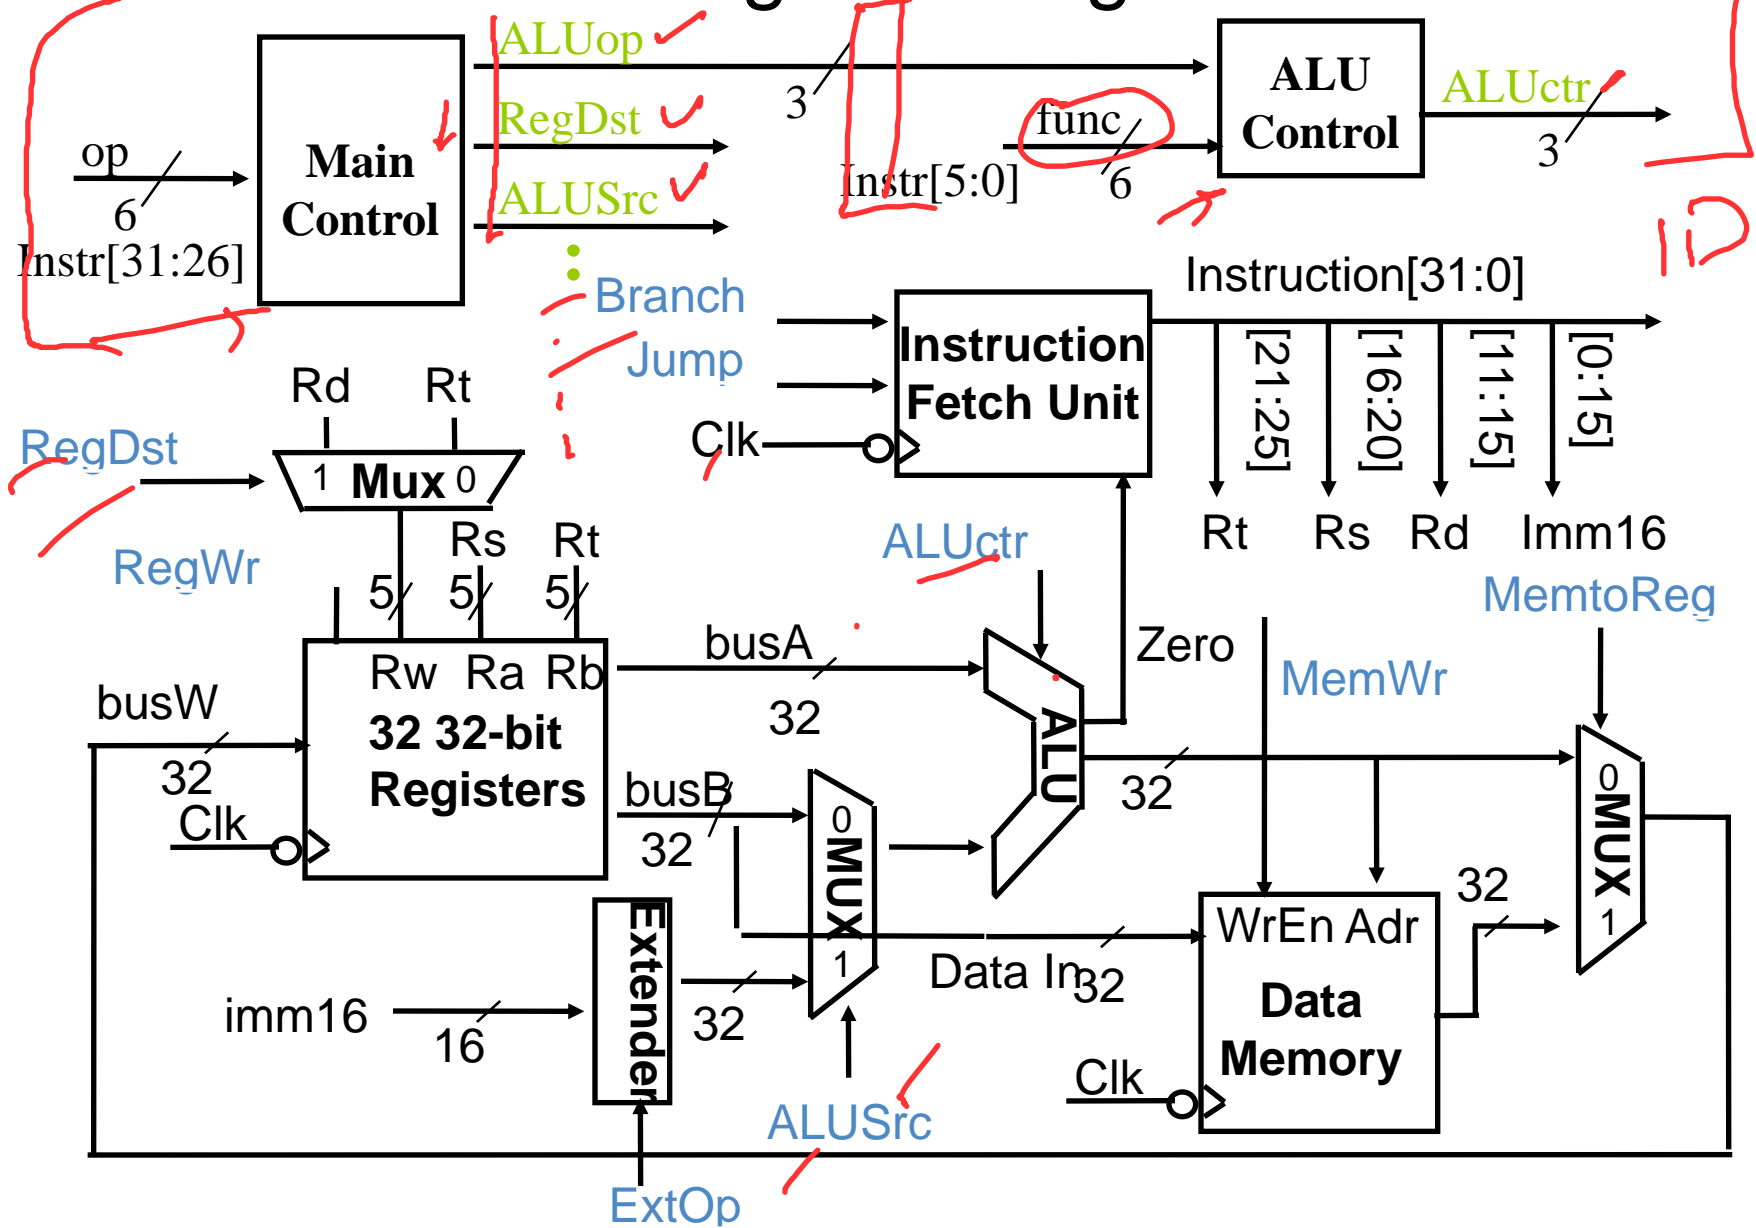 ALUop
3
ALU
Control
ALUctr
3
func
6
Instr[5:0]
op
6
Instr[31:26]
Main
Control
RegDst
ALUSrc
ID
Branch
Jump
Clk
Instruction
Fetch Unit
Instruction[31:0]
[21:25]
[16:20]
[11:15]
[0:15]
Rt
Rs
Rd
Imm16
Rd
Rt
RegDst
1 Mux 0
RegWr
Rs
Rt
5
5
5
ALUctr
MemtoReg
busW
32
Rw Ra Rb
32 32-bit
Registers
Clk
busA
32
busB
32
Zero
MemWr
ALU
32
0
MUX
1
0
MUX
1
imm16
16
Extender
32
Data In
32
WrEn Adr
Data
Memory
32
Clk
ALUSrc
ExtOp